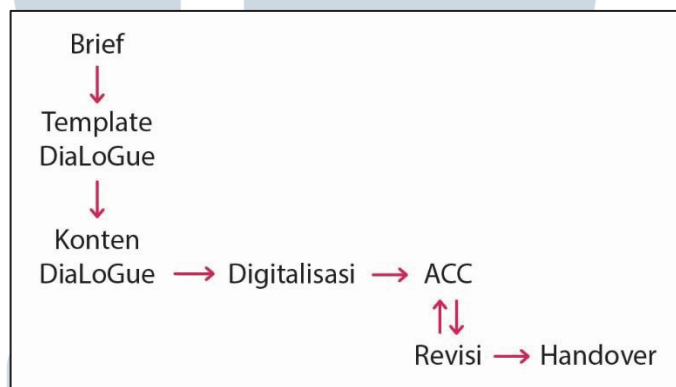 Brief
Template
DiaLoGue
Konten
DiaLoGue
Digitalisasi
ACC
Revisi
Handover